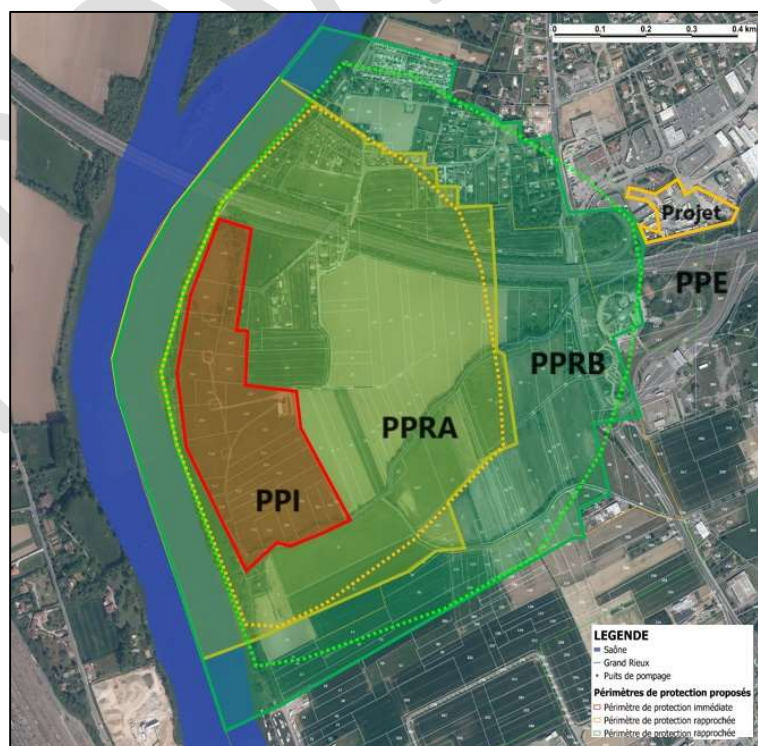 0 0.1 0.2 0.3 0.4 km
Projet
PPE
PPRB
PPRA
PPI
LEGENDE
Saône
Grand Rieux
Puits de pompage
Périmètres de protection proposés
Périmètre de protection immédiate
Périmètre de protection rapprochée
Périmètre de protection rapprochée